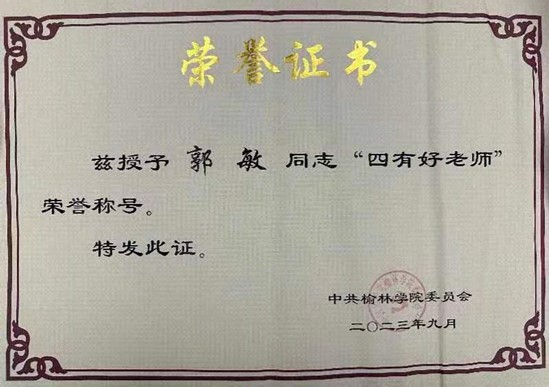 荣誉证书
兹授予 郭 敏 同志“四有好老师”
荣誉称号。
特发此证。
中共榆林学院委员会
二〇二三年九月